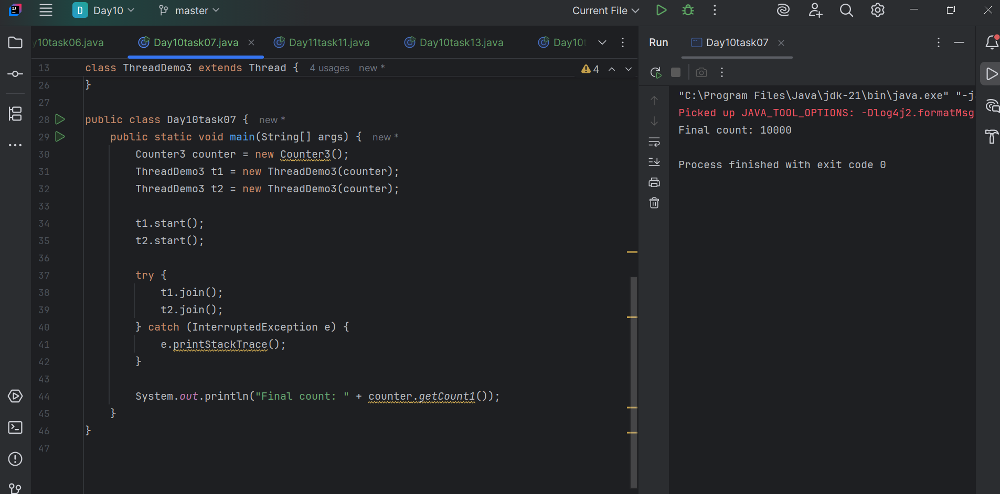 D Day10 master Current File
y10task06.java Day10task07.java Day11task11.java Day10task13.java Day10t
13 class ThreadDemo3 extends Thread { 4 usages new *
4
26 }
27
28 public class Day10task07 { new *
29 public static void main(String[] args) { new *
30 Counter3 counter = new Counter3();
31 ThreadDemo3 t1 = new ThreadDemo3(counter);
32 ThreadDemo3 t2 = new ThreadDemo3(counter);
33
34 t1.start();
35 t2.start();
36
37 try {
38 t1.join();
39 t2.join();
40 } catch (InterruptedException e) {
41 e.printStackTrace();
42 }
43
44 System.out.println("Final count: " + counter.getCount1());
45 }
46 }
47
Run Day10task07
"C:\Program Files\Java\jdk-21\bin\java.exe" "-ja
Picked up JAVA_TOOL_OPTIONS: -Dlog4j2.formatMsg
Final count: 10000
Process finished with exit code 0